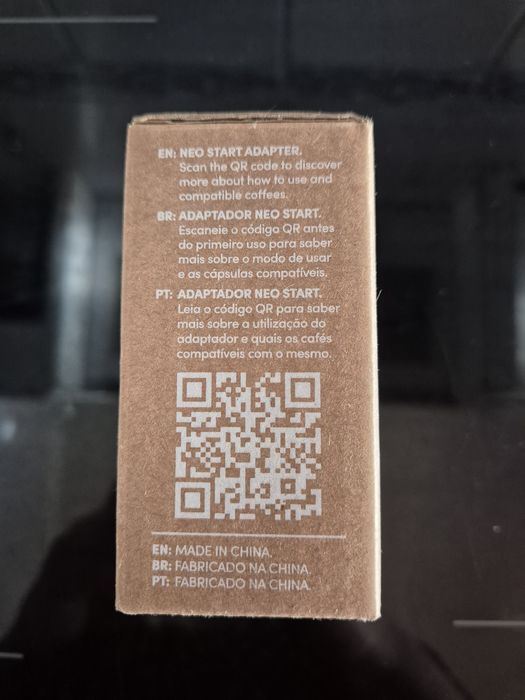 EN: NEO START ADAPTER.
Scan the QR code to discover
more about how to use and
compatible coffees.
BR: ADAPTADOR NEO START.
Escaneie o código QR antes
do primeiro uso para saber
mais sobre o modo de usar
e as cápsulas compatíveis.
PT: ADAPTADOR NEO START.
Leia o código QR para saber
mais sobre a utilização do
adaptador e quais os cafés
compatíveis com o mesmo.
EN: MADE IN CHINA.
BR: FABRICADO NA CHINA.
PT: FABRICADO NA CHINA.